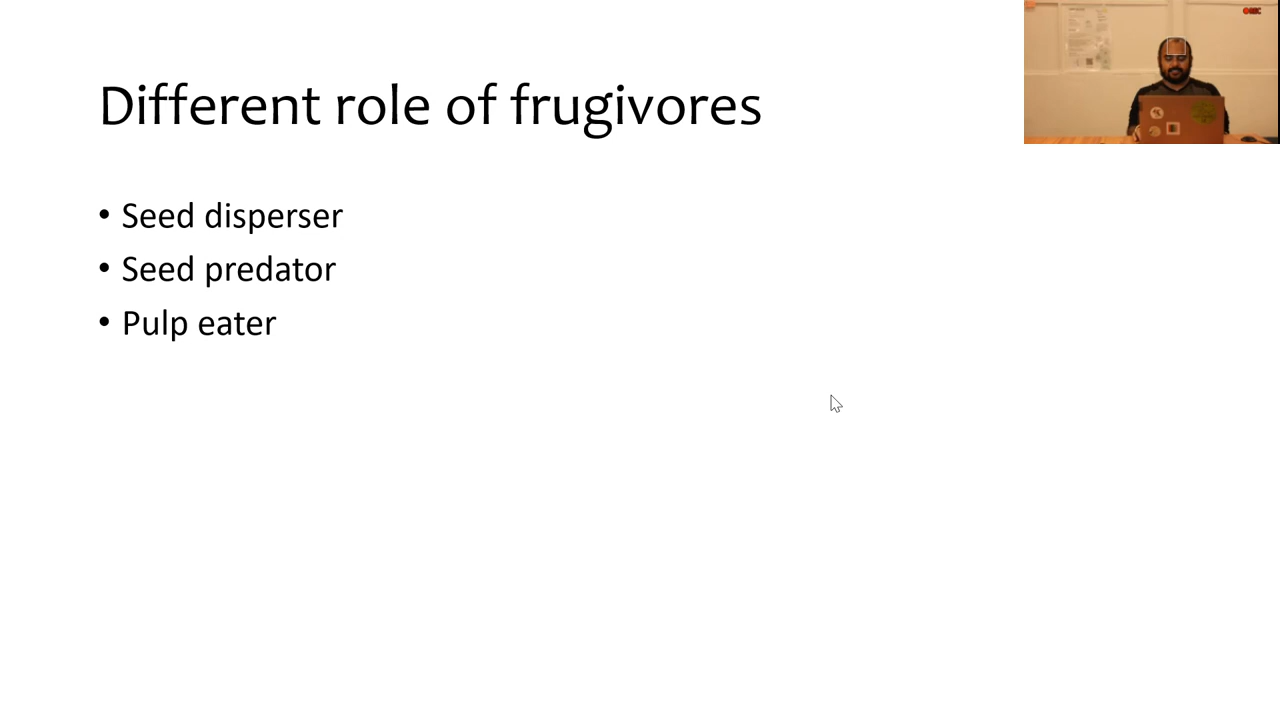 Different role of frugivores
• Seed disperser
• Seed predator
• Pulp eater